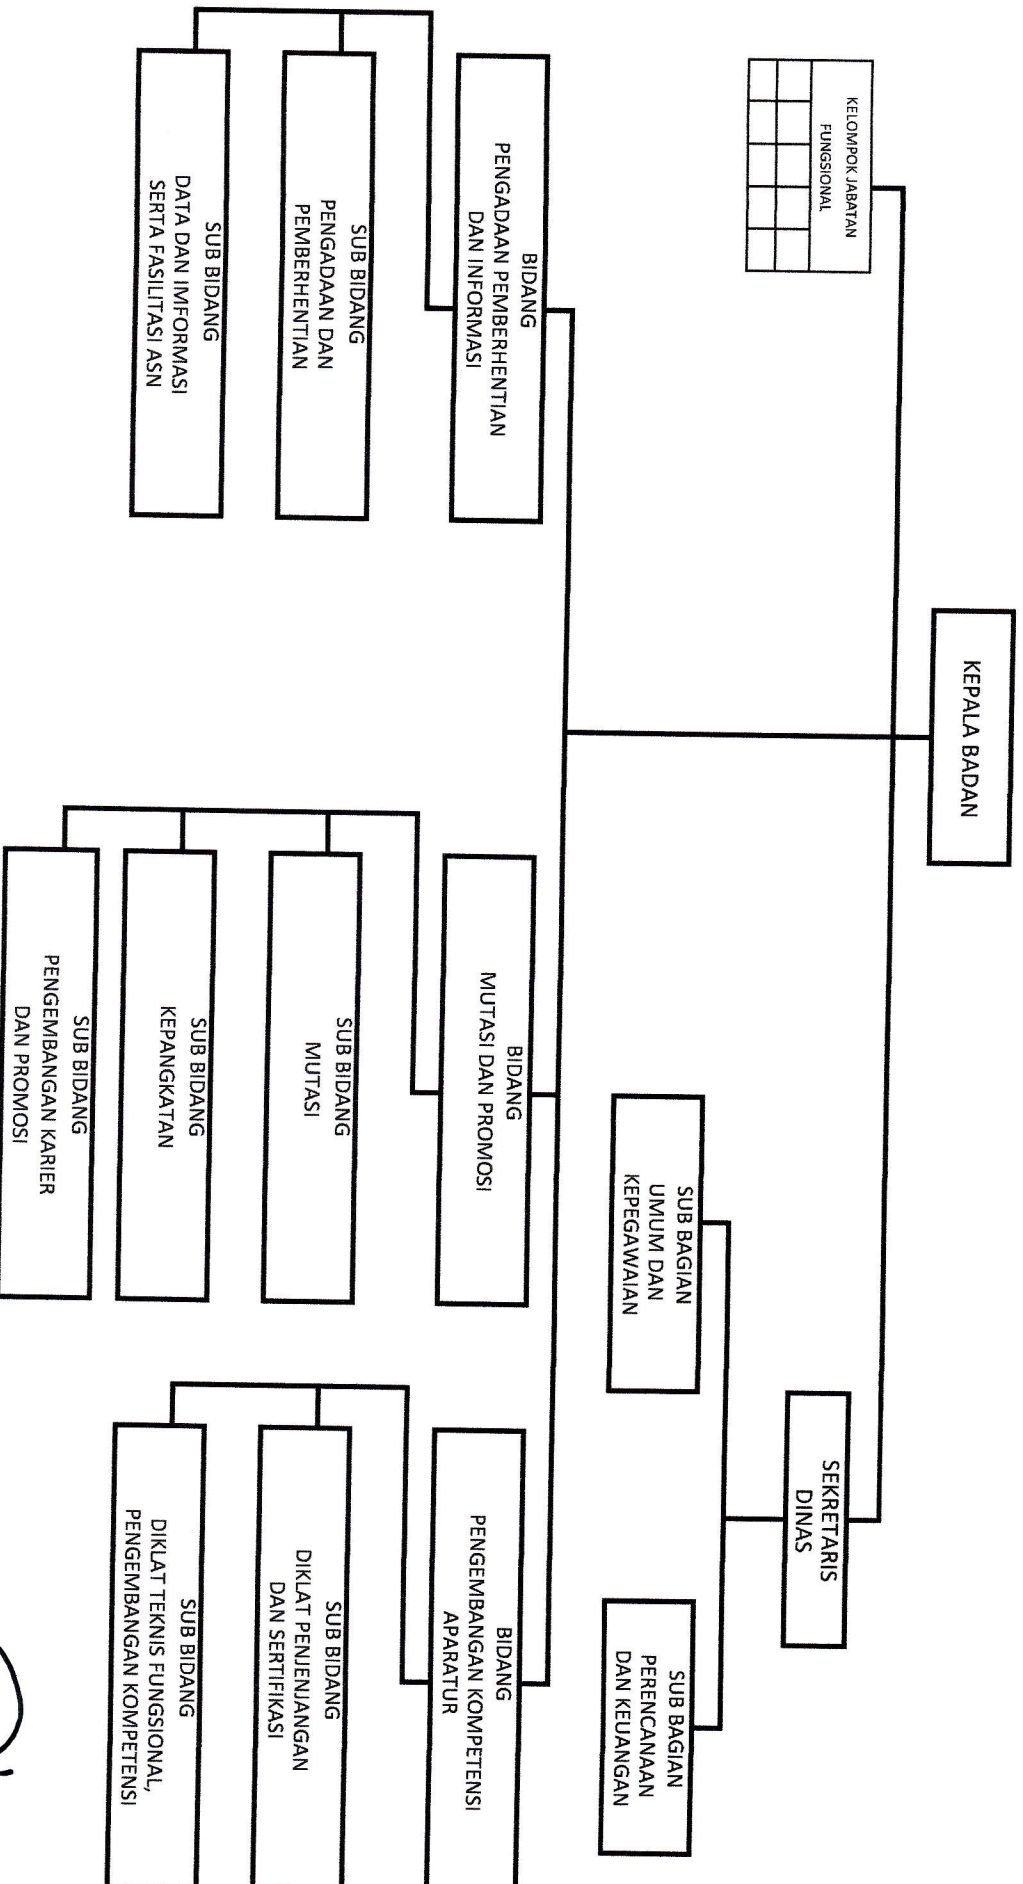 KEPALA BADAN
KELOMPOK JABATAN
FUNGSIONAL
SEKRETARIS
DINAS
SUB BAGIAN
UMUM DAN
KEPEGAWAIAN
SUB BAGIAN
PERENCANAAN
DAN KEUANGAN
BIDANG
PENGADAAN PEMBERHENTIAN
DAN INFORMASI
SUB BIDANG
PENGADAAN DAN
PEMBERHENTIAN
SUB BIDANG
DATA DAN IMFORMASI
SERTA FASILITASI ASN
BIDANG
MUTASI DAN PROMOSI
SUB BIDANG
MUTASI
SUB BIDANG
KEPANGKATAN
SUB BIDANG
PENGEMBANGAN KARIER
DAN PROMOSI
BIDANG
PENGEMBANGAN KOMPETENSI
APARATUR
SUB BIDANG
DIKLAT PENJENJANGAN
DAN SERTIFIKASI
SUB BIDANG
DIKLAT TEKNIS FUNGSIONAL,
PENGEMBANGAN KOMPETENSI